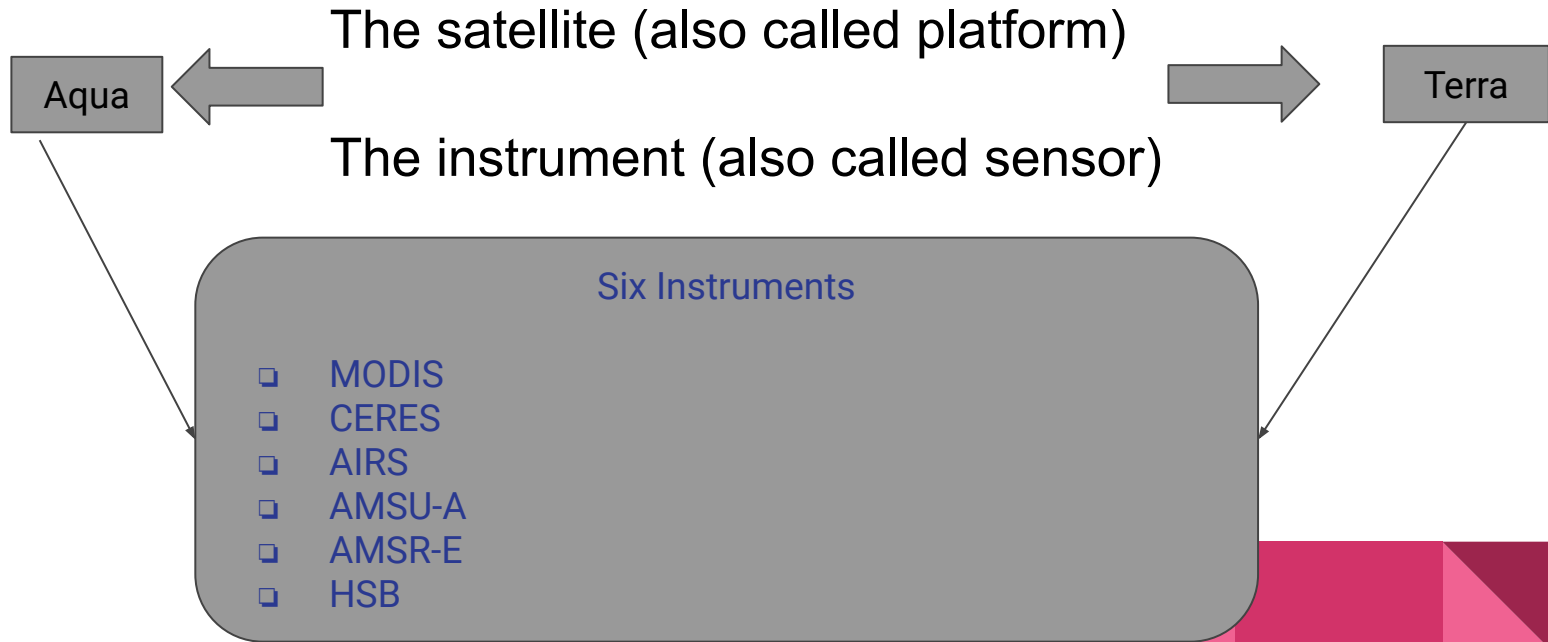 The satellite (also called platform)
Aqua
Terra
The instrument (also called sensor)
Six Instruments
❏ MODIS
❏ CERES
❏ AIRS
❏ AMSU-A
❏ AMSR-E
❏ HSB